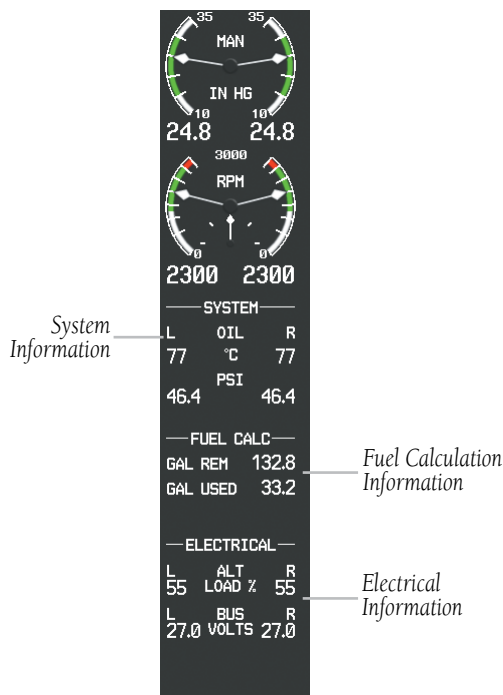 35 35
MAN
IN HG
10 10
24.8 24.8
3000
RPM
0 0
2300 2300
SYSTEM
System
Information
L OIL R
77 °C 77
PSI
46.4 46.4
FUEL CALC
GAL REM 132.8
GAL USED 33.2
Fuel Calculation
Information
ELECTRICAL
L ALT R
55 LOAD % 55
Electrical
Information
L BUS R
27.0 VOLTS 27.0